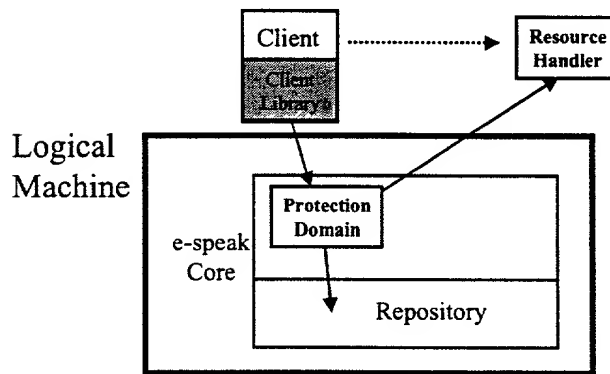 Client
Client
Library
Resource
Handler
Logical
Machine
Protection
Domain
e-speak
Core
Repository